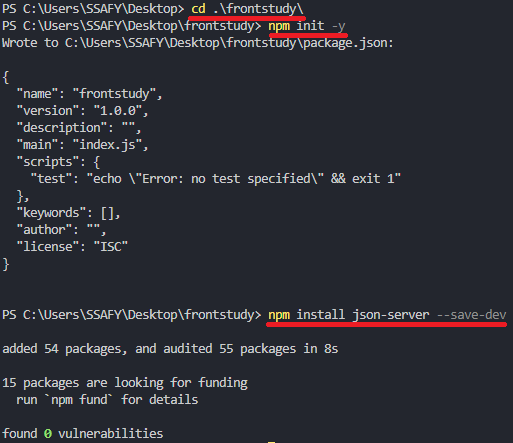 PS C:\Users\SSAFY\Desktop> cd .\frontstudy\
PS C:\Users\SSAFY\Desktop\frontstudy> npm init -y
Wrote to C:\Users\SSAFY\Desktop\frontstudy\package.json:
{
  "name": "frontstudy",
  "version": "1.0.0",
  "description": "",
  "main": "index.js",
  "scripts": {
    "test": "echo \"Error: no test specified\" && exit 1"
  },
  "keywords": [],
  "author": "",
  "license": "ISC"
}
PS C:\Users\SSAFY\Desktop\frontstudy> npm install json-server --save-dev
added 54 packages, and audited 55 packages in 8s
15 packages are looking for funding
  run `npm fund` for details
found 0 vulnerabilities